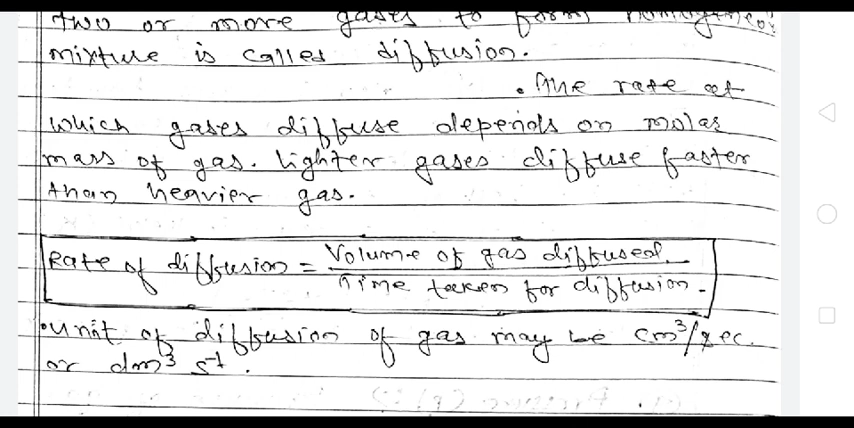 two or more gases to form homogeneous
mixture is called diffusion.
. The rate at
which gases diffuse depends on molar
mass of gas. lighter gases diffuse faster
than heavier gas.
Rate of diffusion = Volume of gas diffused
Time taken for diffusion.
. unit of diffusion of gas may be cm³/sec.
or dm³ s⁻¹.